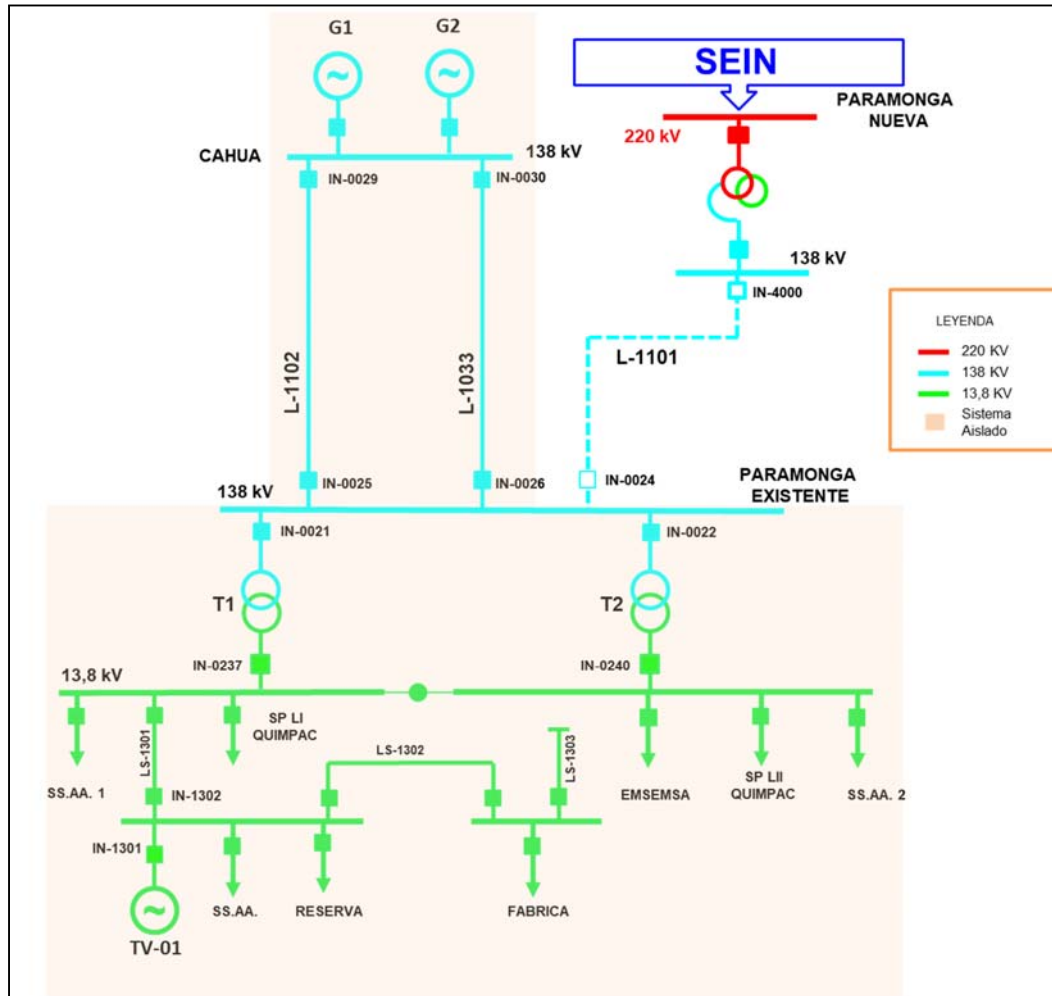 G1
G2
SEIN
PARAMONGA
NUEVA
220 kV
CAHUA
138 kV
IN-0029
IN-0030
138 kV
IN-4000
LEYENDA
220 KV
138 KV
13,8 KV
Sistema
Aislado
L-1102
L-1033
L-1101
IN-0025
IN-0026
IN-0024
PARAMONGA
EXISTENTE
138 kV
IN-0021
IN-0022
T1
T2
IN-0237
IN-0240
13,8 kV
SP LI
QUIMPAC
LS-1301
LS-1302
LS-1303
SS.AA. 1
IN-1302
EMSEMSA
SP LII
QUIMPAC
SS.AA. 2
IN-1301
SS.AA.
RESERVA
FABRICA
TV-01